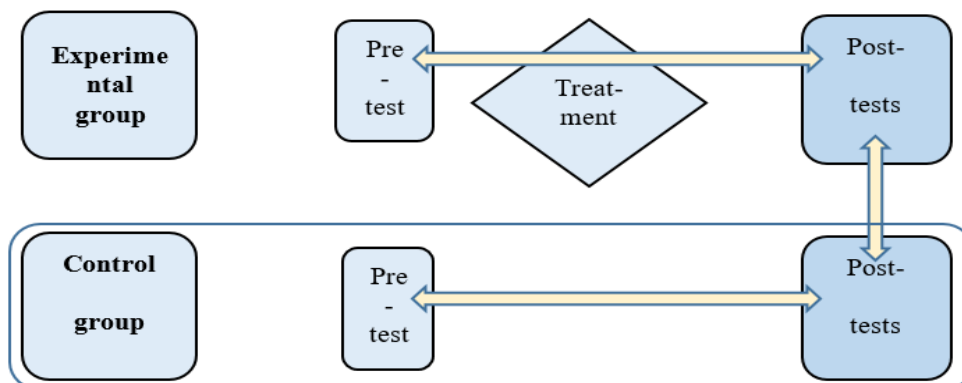 Experime
ntal
group
Pre
-
test
Treat-
ment
Post-
tests
Control
group
Pre
-
test
Post-
tests